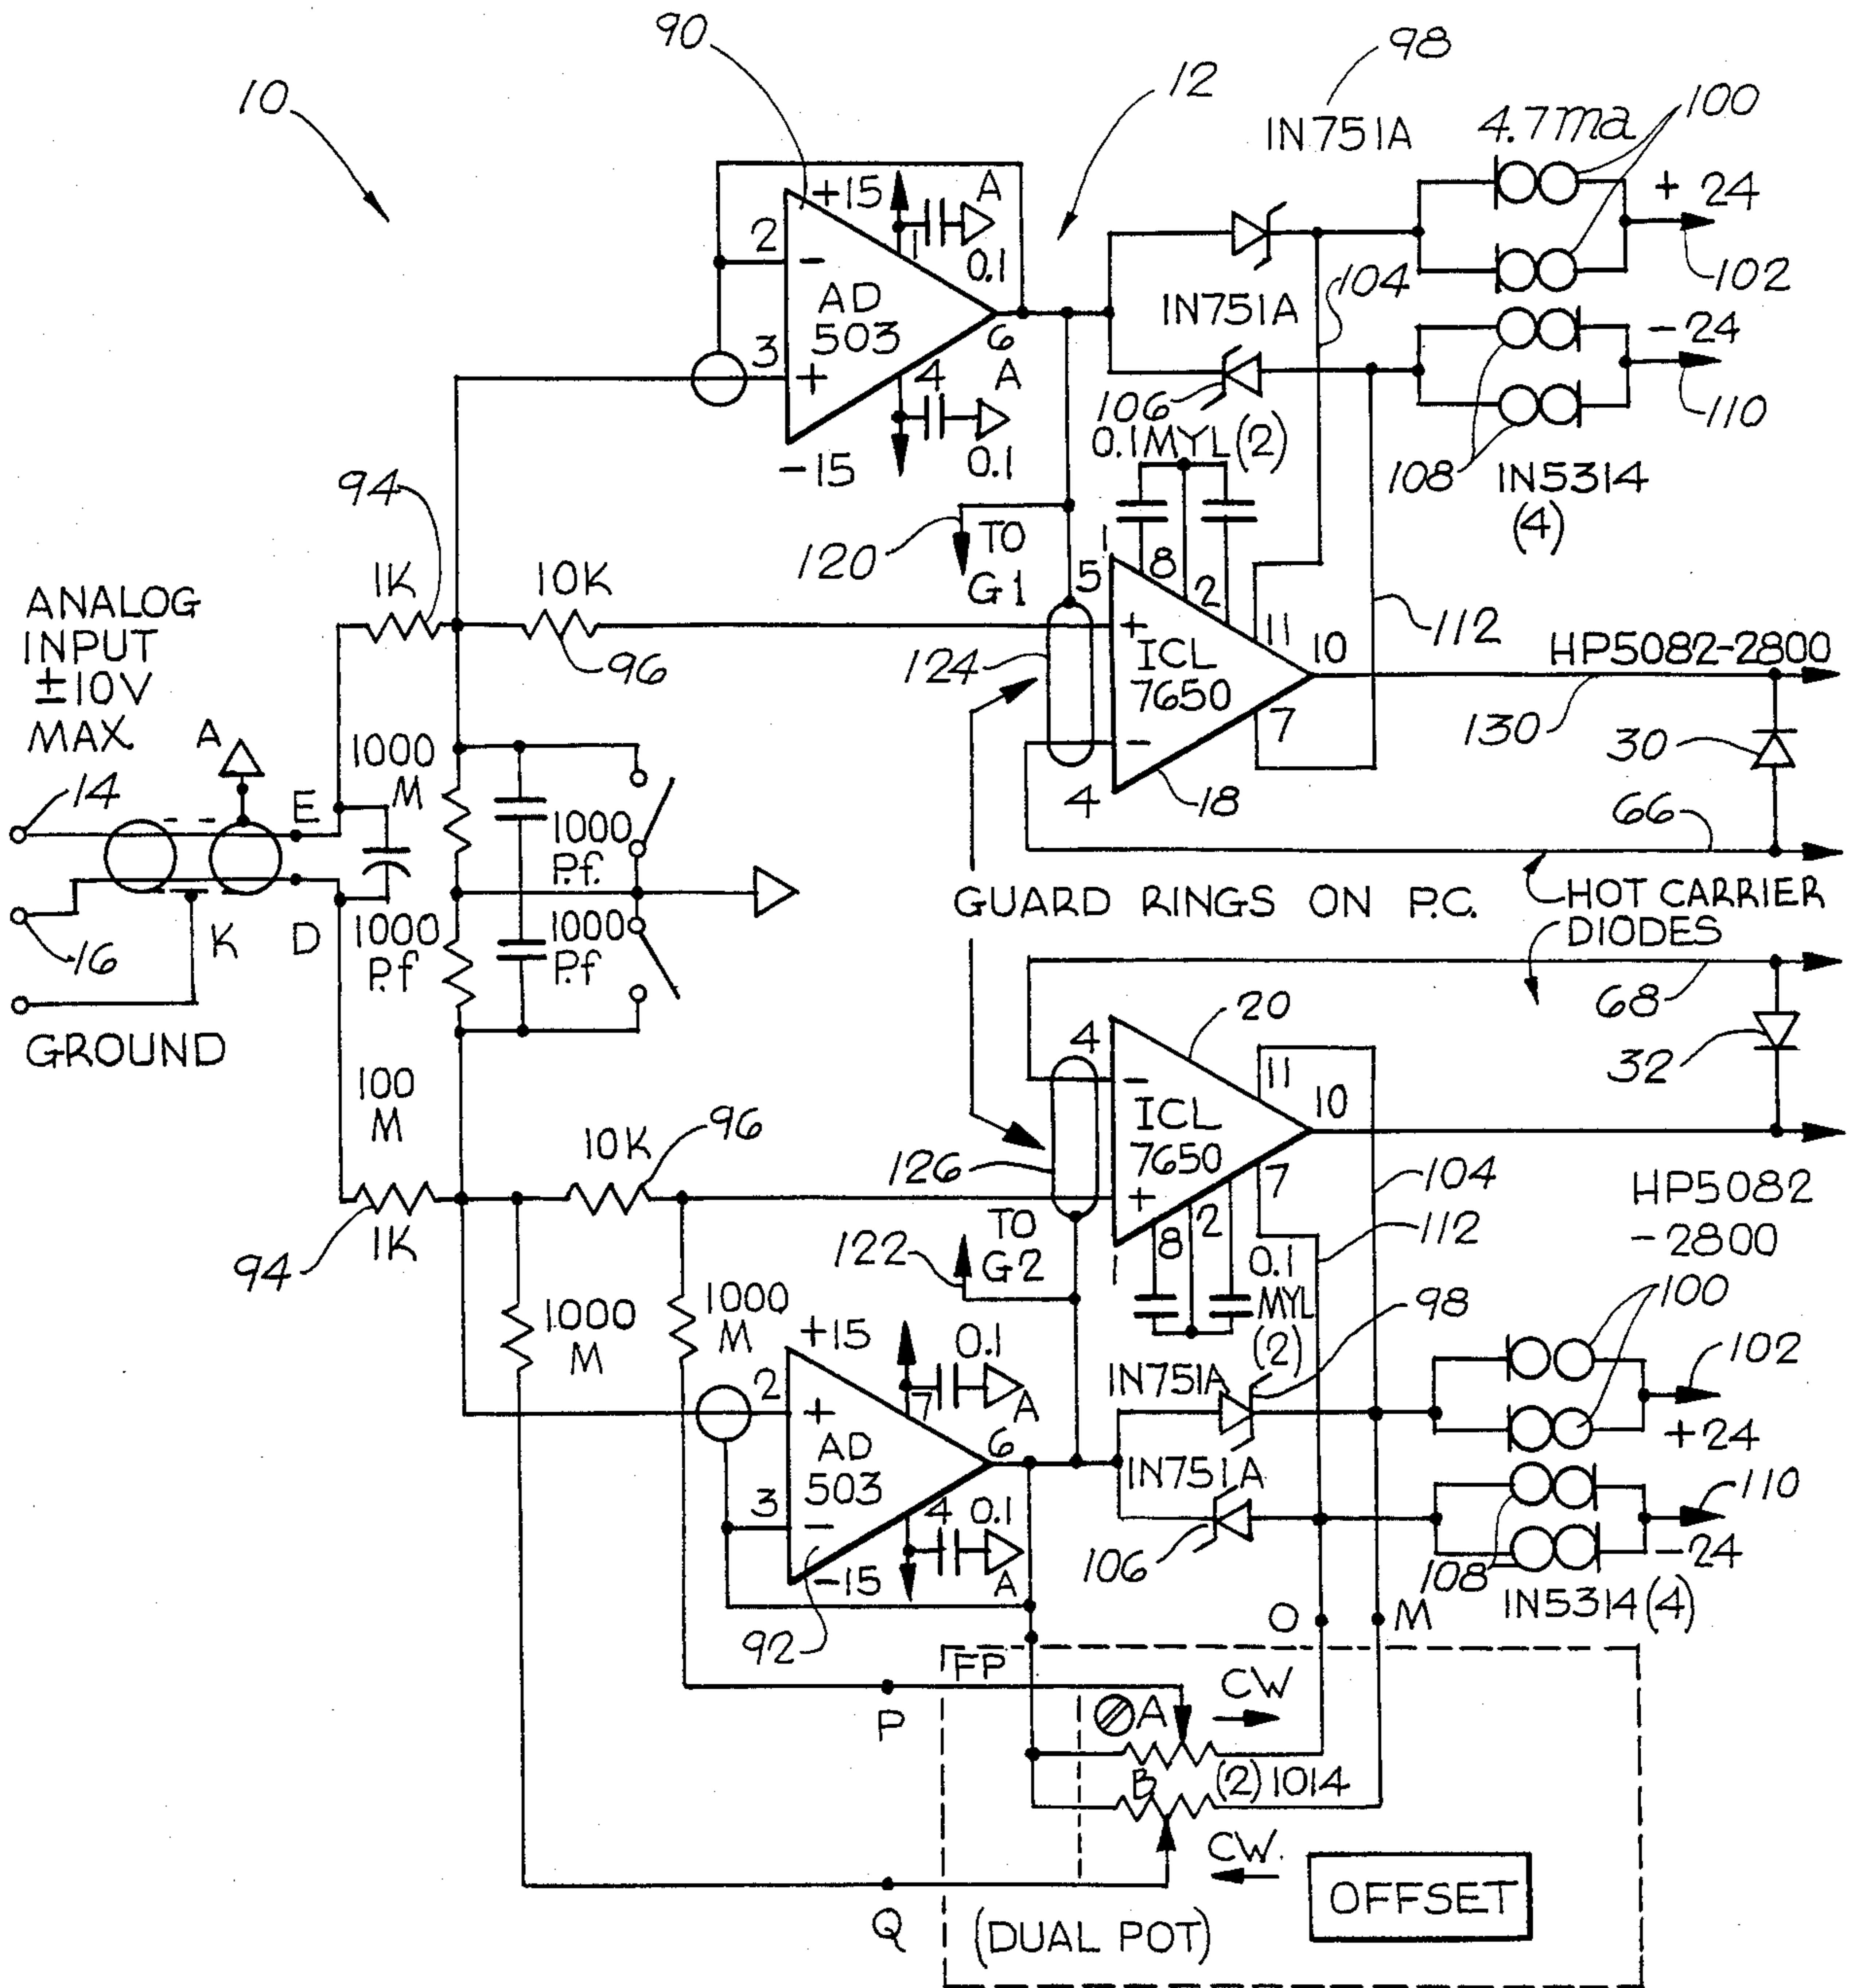 90
98
10
12
IN751A
4.7ma
100
+15
A
+ 24
2
-
1
0.1
102
AD
503
IN751A
104
-24
3
+
6
4
A
106
110
-15
0.1
0.1MYL(2)
108
IN5314
(4)
94
120
TO
G1
1
8
2
5
1K
10K
ANALOG
INPUT
±10V
MAX.
96
124
+
ICL
7650
11
10
112
HP5082-2800
7
130
30
A
1000
M
-
4
18
14
E
1000
P.f.
66
GUARD RINGS ON P.C.
HOT CARRIER
DIODES
16
K
D
1000
P.f
1000
P.f
68
GROUND
20
4
32
100
M
-
11
ICL
7650
10
10K
96
126
7
104
+
HP5082
-2800
94
1K
122
TO
G2
1
8
2
112
0.1
MYL
(2)
98
1000
M
1000
M
+15
0.1
100
102
2
+
7
A
IN751A
+24
AD
503
6
IN751A
3
-
4
0.1
110
-15
A
106
108
-24
IN5314(4)
92
O
M
FP
CW
P
A
B
(2)1014
CW.
Q
(DUAL POT)
OFFSET